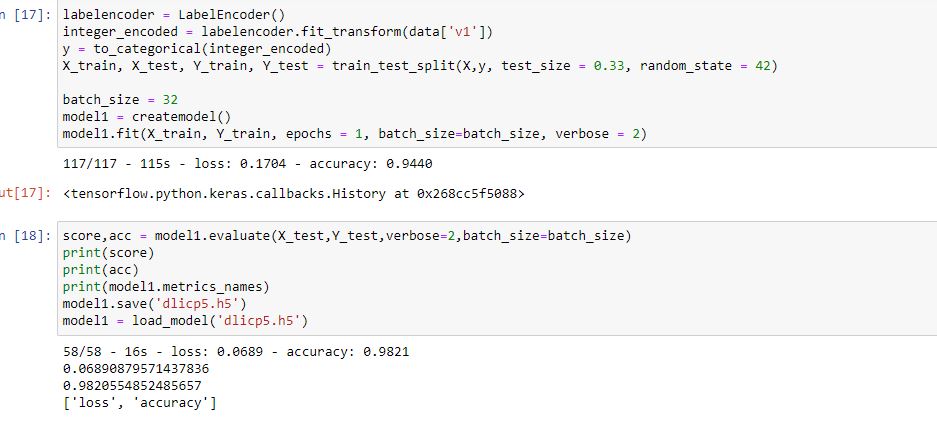 n [17]: labelencoder = LabelEncoder()
integer_encoded = labelencoder.fit_transform(data['v1'])
y = to_categorical(integer_encoded)
X_train, X_test, Y_train, Y_test = train_test_split(X,y, test_size = 0.33, random_state = 42)
batch_size = 32
model1 = createmodel()
model1.fit(X_train, Y_train, epochs = 1, batch_size=batch_size, verbose = 2)
117/117 - 115s - loss: 0.1704 - accuracy: 0.9440
ut[17]: <tensorflow.python.keras.callbacks.History at 0x268cc5f5088>
n [18]: score,acc = model1.evaluate(X_test,Y_test,verbose=2,batch_size=batch_size)
print(score)
print(acc)
print(model1.metrics_names)
model1.save('dlicp5.h5')
model1 = load_model('dlicp5.h5')
58/58 - 16s - loss: 0.0689 - accuracy: 0.9821
0.06890879571437836
0.9820554852485657
['loss', 'accuracy']